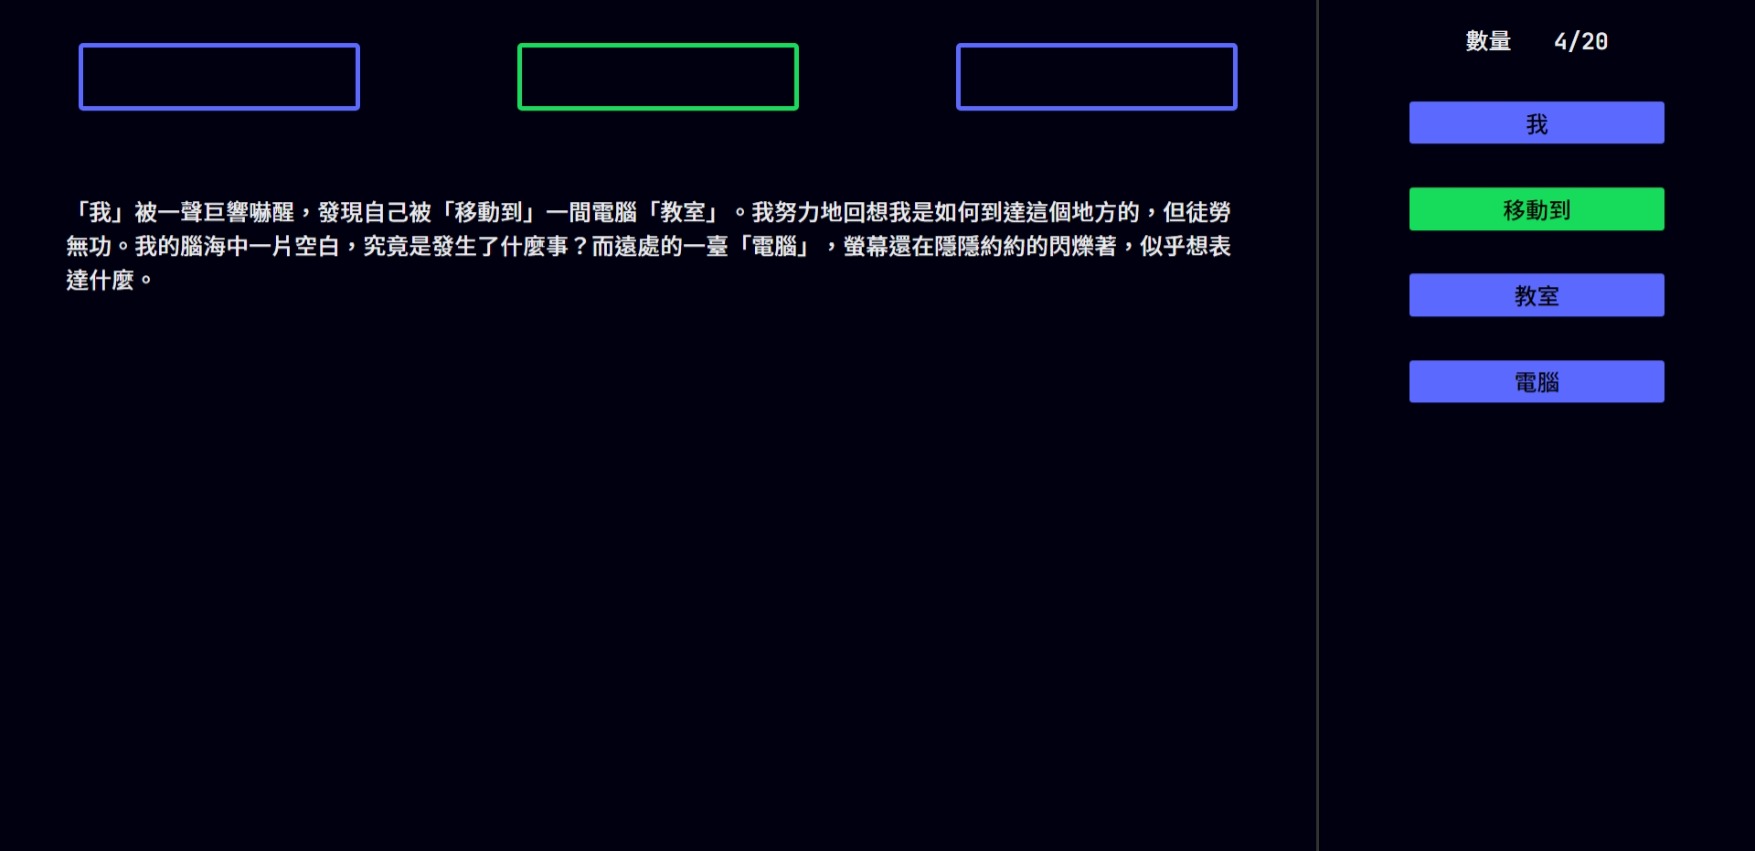 「我」被一聲巨響嚇醒，發現自己被「移動到」一間電腦「教室」。我努力地回想我是如何到達這個地方的，但徒勞
無功。我的腦海中一片空白，究竟是發生了什麼事？而遠處的一臺「電腦」，螢幕還在隱隱約約的閃爍著，似乎想表
達什麼。
數量 4/20
我
移動到
教室
電腦